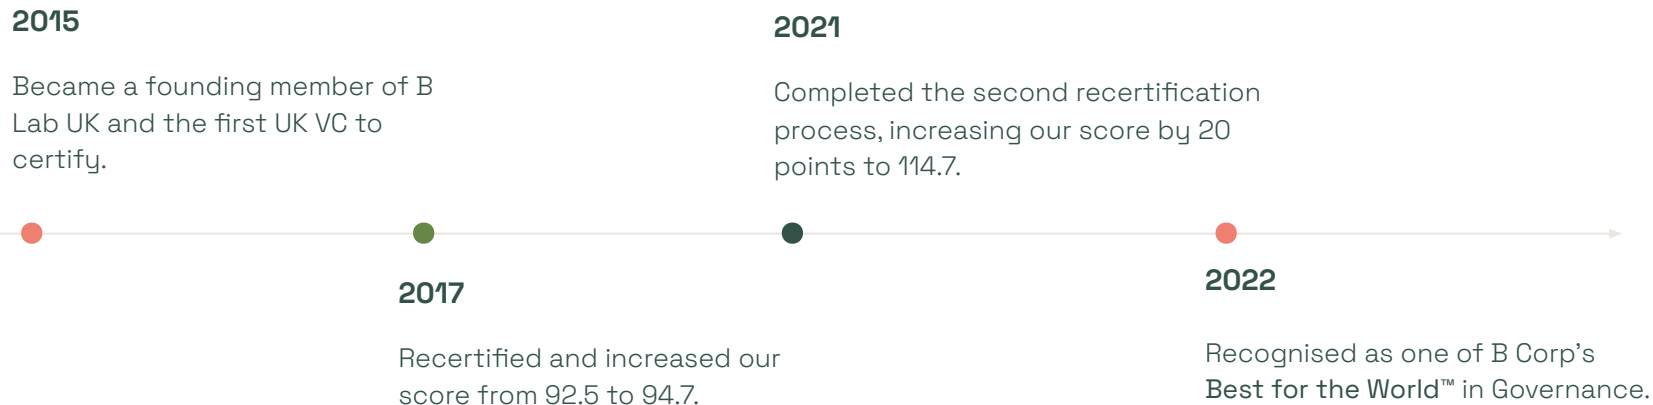 2015
Became a founding member of B
Lab UK and the first UK VC to
certify.
2017
Recertified and increased our
score from 92.5 to 94.7.
2021
Completed the second recertification
process, increasing our score by 20
points to 114.7.
2022
Recognised as one of B Corp's
Best for the World™ in Governance.